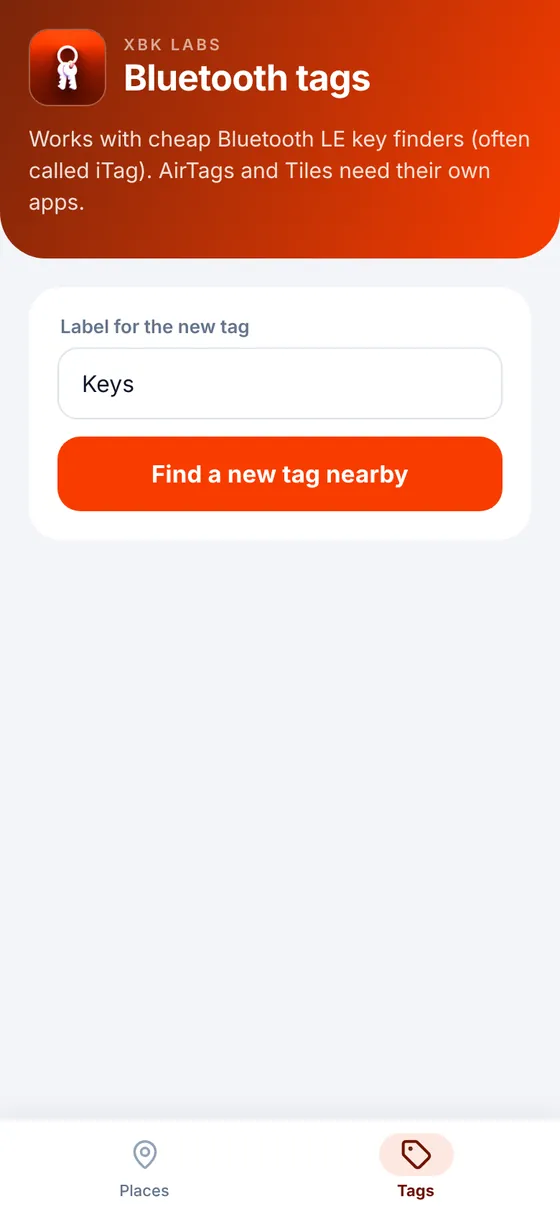 XBK LABS
Bluetooth tags
Works with cheap Bluetooth LE key finders (often
called iTag). AirTags and Tiles need their own
apps.
Label for the new tag
Keys
Find a new tag nearby
Places
Tags